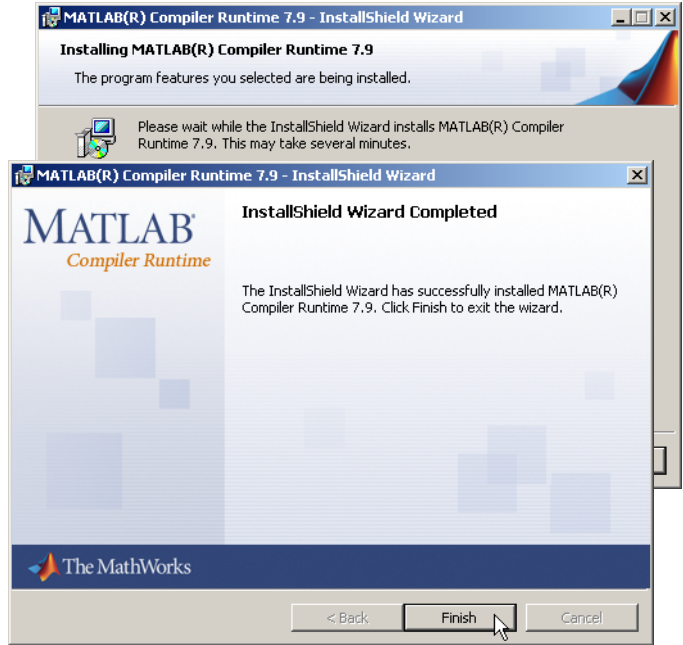 MATLAB(R) Compiler Runtime 7.9 - InstallShield Wizard
Installing MATLAB(R) Compiler Runtime 7.9
The program features you selected are being installed.
Please wait while the InstallShield Wizard installs MATLAB(R) Compiler
Runtime 7.9. This may take several minutes.
MATLAB(R) Compiler Runtime 7.9 - InstallShield Wizard
MATLAB®
Compiler Runtime
InstallShield Wizard Completed
The InstallShield Wizard has successfully installed MATLAB(R)
Compiler Runtime 7.9. Click Finish to exit the wizard.
The MathWorks
< Back
Finish
Cancel